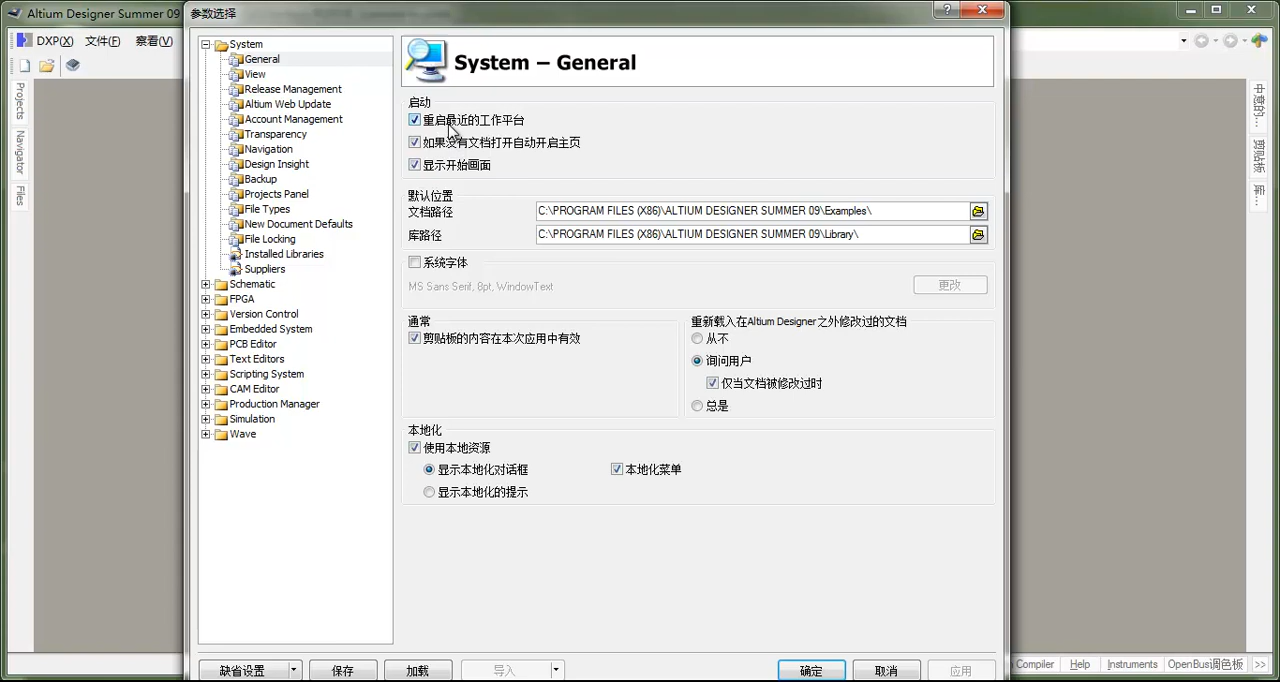 Altium Designer Summer 09
参数选择
DXP(X) 文件(F) 察看(V)
Projects
Navigator
Files
System
General
View
Release Management
Altium Web Update
Account Management
Transparency
Navigation
Design Insight
Backup
Projects Panel
File Types
New Document Defaults
File Locking
Installed Libraries
Suppliers
Schematic
FPGA
Version Control
Embedded System
PCB Editor
Text Editors
Scripting System
CAM Editor
Production Manager
Simulation
Wave
System – General
启动
重启最近的工作平台
如果没有文档打开自动开启主页
显示开始画面
默认位置
文档路径 C:\PROGRAM FILES (X86)\ALTIUM DESIGNER SUMMER 09\Examples\
库路径 C:\PROGRAM FILES (X86)\ALTIUM DESIGNER SUMMER 09\Library\
系统字体
MS Sans Serif, 8pt, WindowText 更改
通常
剪贴板的内容在本次应用中有效
重新载入在Altium Designer之外修改过的文档
从不
询问用户
仅当文档被修改过时
总是
本地化
使用本地资源
显示本地化对话框 本地化菜单
显示本地化的提示
缺省设置 保存 加载 导入 确定 取消 应用
中意的...
剪贴板
库...
Compiler Help Instruments OpenBus调色板 >>